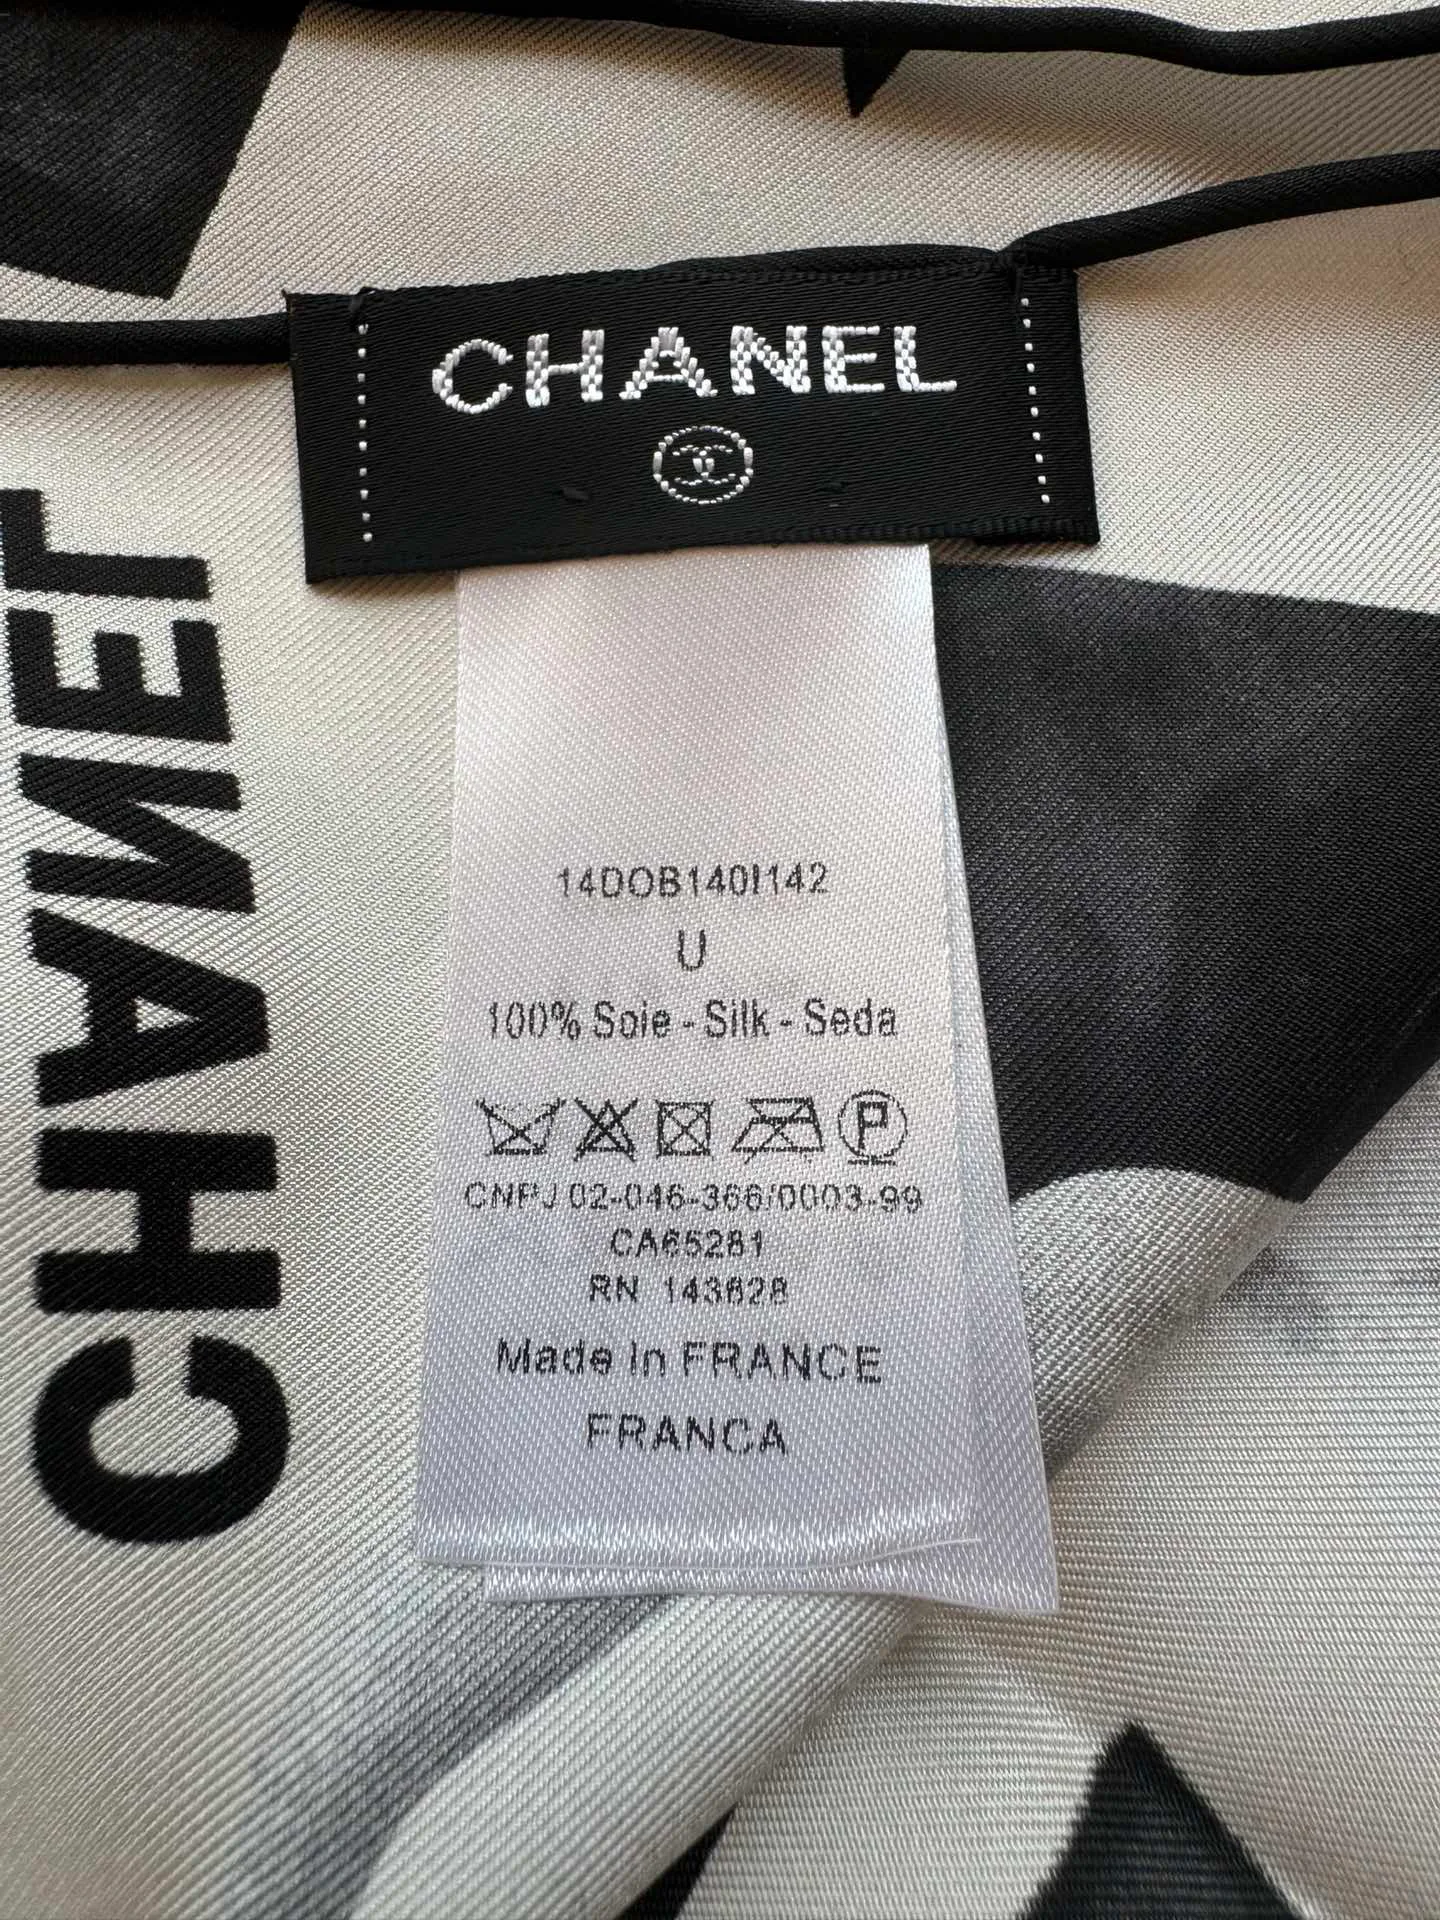 CHANEL
CHANEL
14DOB140I142
U
100% Soie - Silk - Seda
P
CNPJ 02-046-366/0003-99
CA65281
RN 143628
Made in FRANCE
FRANCA